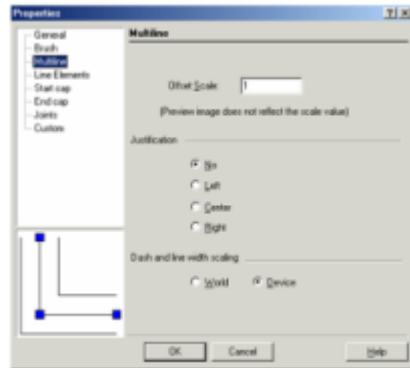 Properties
General
Brush
Multiline
Line Elements
Start cap
End cap
Joints
Custom
Multiline
Offset Scale: 1
(Preview image does not reflect the scale value)
Justification
No
Left
Center
Right
Dash and line width scaling
World Device
OK Cancel Help